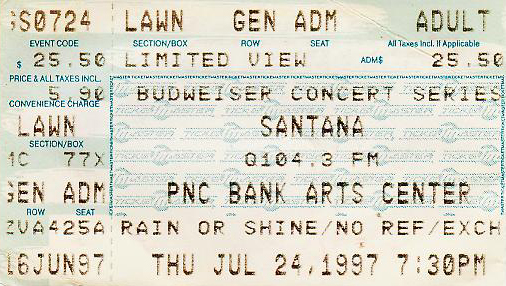 GS0724 LAWN GEN ADM ADULT
EVENT CODE SECTION/BOX ROW SEAT All Taxes Incl. If Applicable
$ 25.50 LIMITED VIEW ADM$ 25.50
PRICE & ALL TAXES INCL.
5.90 BUDWEISER CONCERT SERIES
CONVENIENCE CHARGE
LAWN SANTANA
SECTION/BOX
MC 77X Q104.3 FM
GEN ADM PNC BANK ARTS CENTER
ROW SEAT
ZVA425A RAIN OR SHINE/NO REF/EXCH
16JUN97 THU JUL 24,1997 7:30PM